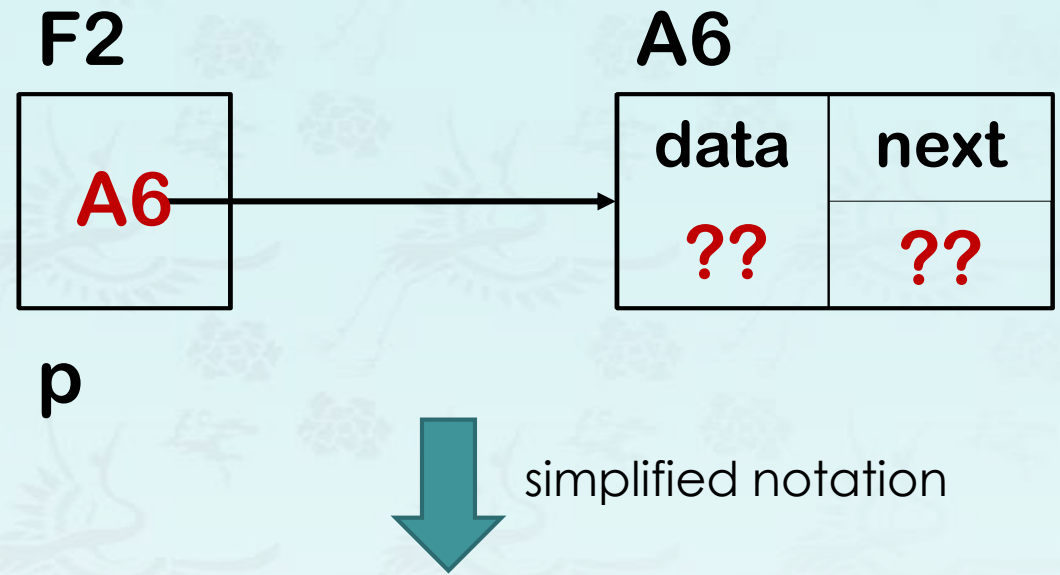 F2 A6
data next
A6
?? ??
p
simplified notation